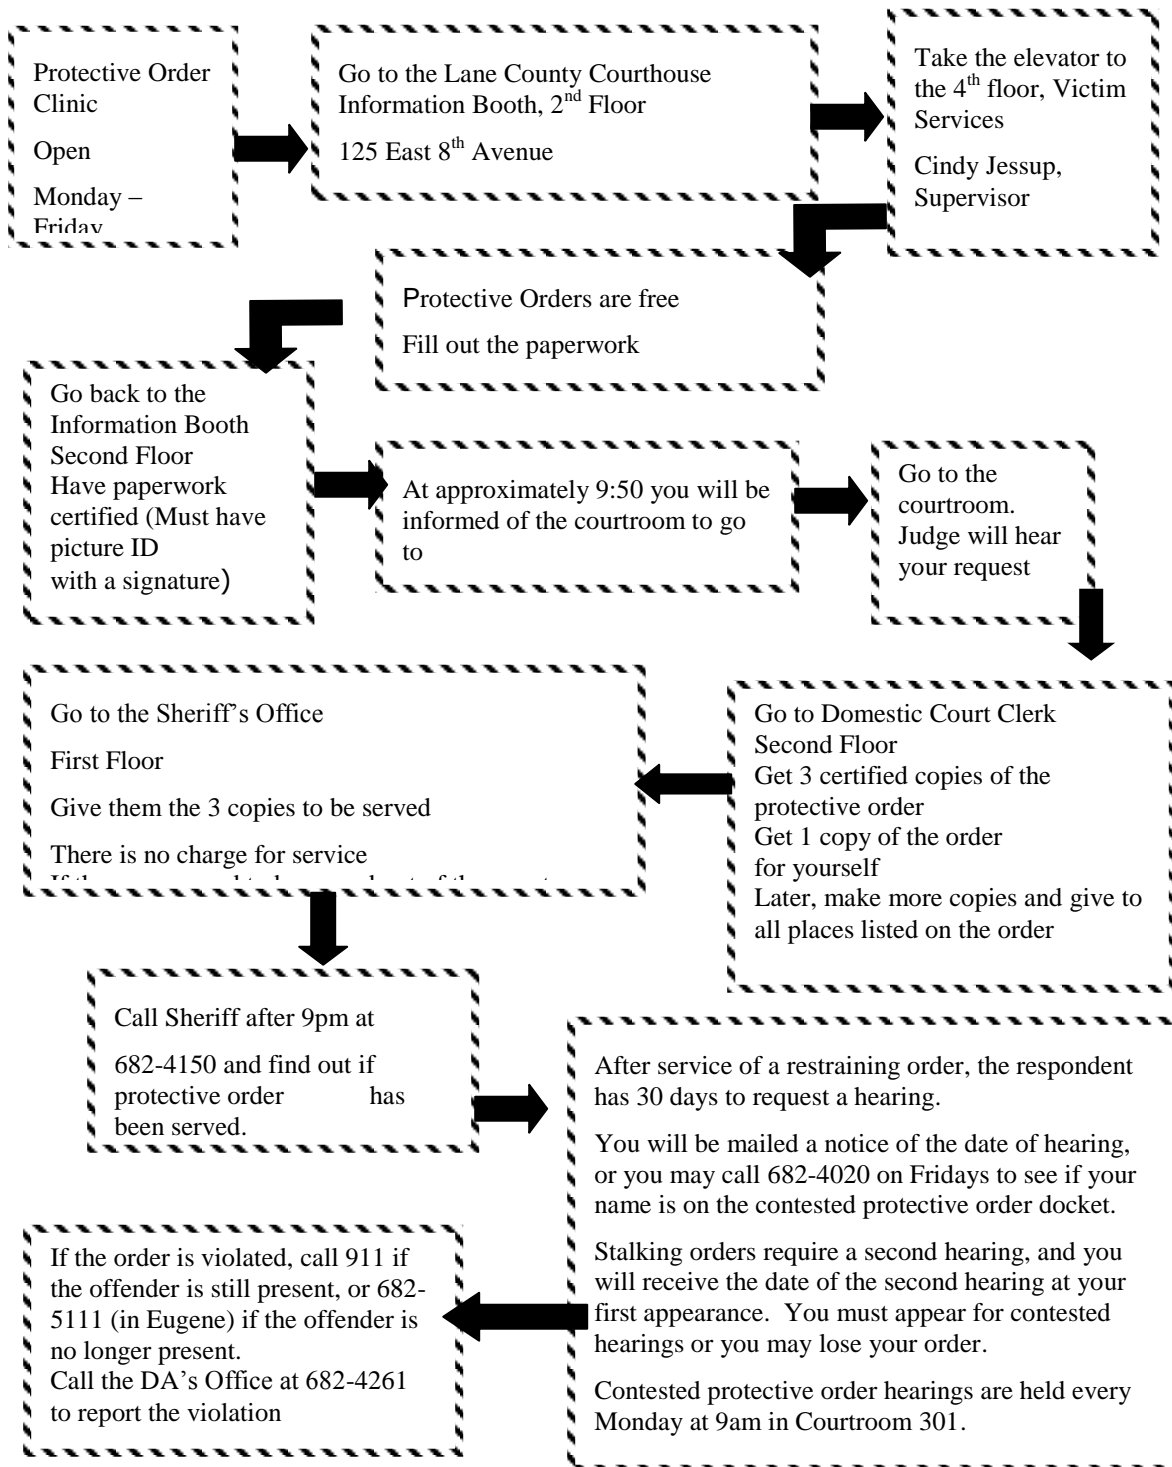 Protective Order
Clinic
Open
Monday –
Friday
Go to the Lane County Courthouse
Information Booth, 2nd Floor
125 East 8th Avenue
Take the elevator to
the 4th floor, Victim
Services
Cindy Jessup,
Supervisor
Protective Orders are free
Fill out the paperwork
Go back to the
Information Booth
Second Floor
Have paperwork
certified (Must have
picture ID
with a signature)
At approximately 9:50 you will be
informed of the courtroom to go
to
Go to the
courtroom.
Judge will hear
your request
Go to Domestic Court Clerk
Second Floor
Get 3 certified copies of the
protective order
Get 1 copy of the order
for yourself
Later, make more copies and give to
all places listed on the order
Go to the Sheriff’s Office
First Floor
Give them the 3 copies to be served
There is no charge for service
Call Sheriff after 9pm at
682-4150 and find out if
protective order has
been served.
After service of a restraining order, the respondent
has 30 days to request a hearing.
You will be mailed a notice of the date of hearing,
or you may call 682-4020 on Fridays to see if your
name is on the contested protective order docket.
Stalking orders require a second hearing, and you
will receive the date of the second hearing at your
first appearance.  You must appear for contested
hearings or you may lose your order.
Contested protective order hearings are held every
Monday at 9am in Courtroom 301.
If the order is violated, call 911 if
the offender is still present, or 682-
5111 (in Eugene) if the offender is
no longer present.
Call the DA’s Office at 682-4261
to report the violation